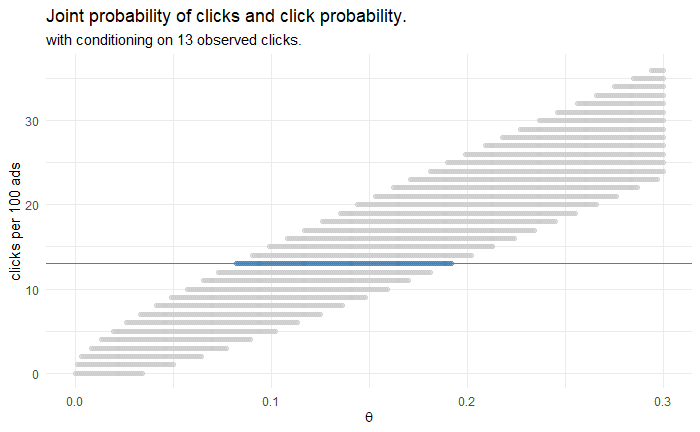 Joint probability of clicks and click probability.
with conditioning on 13 observed clicks.
clicks per 100 ads
30
20
10
0
0.0 0.1 0.2 0.3
θ